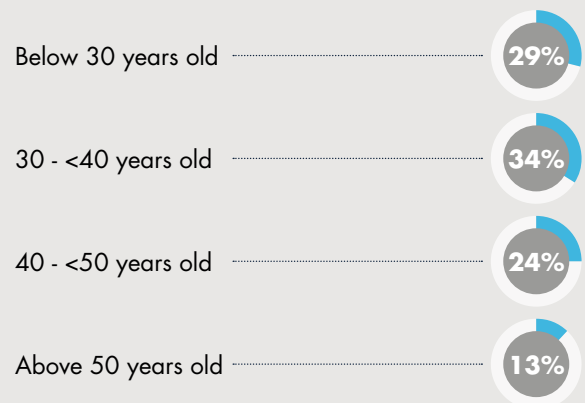 Below 30 years old 29%
30 - <40 years old 34%
40 - <50 years old 24%
Above 50 years old 13%